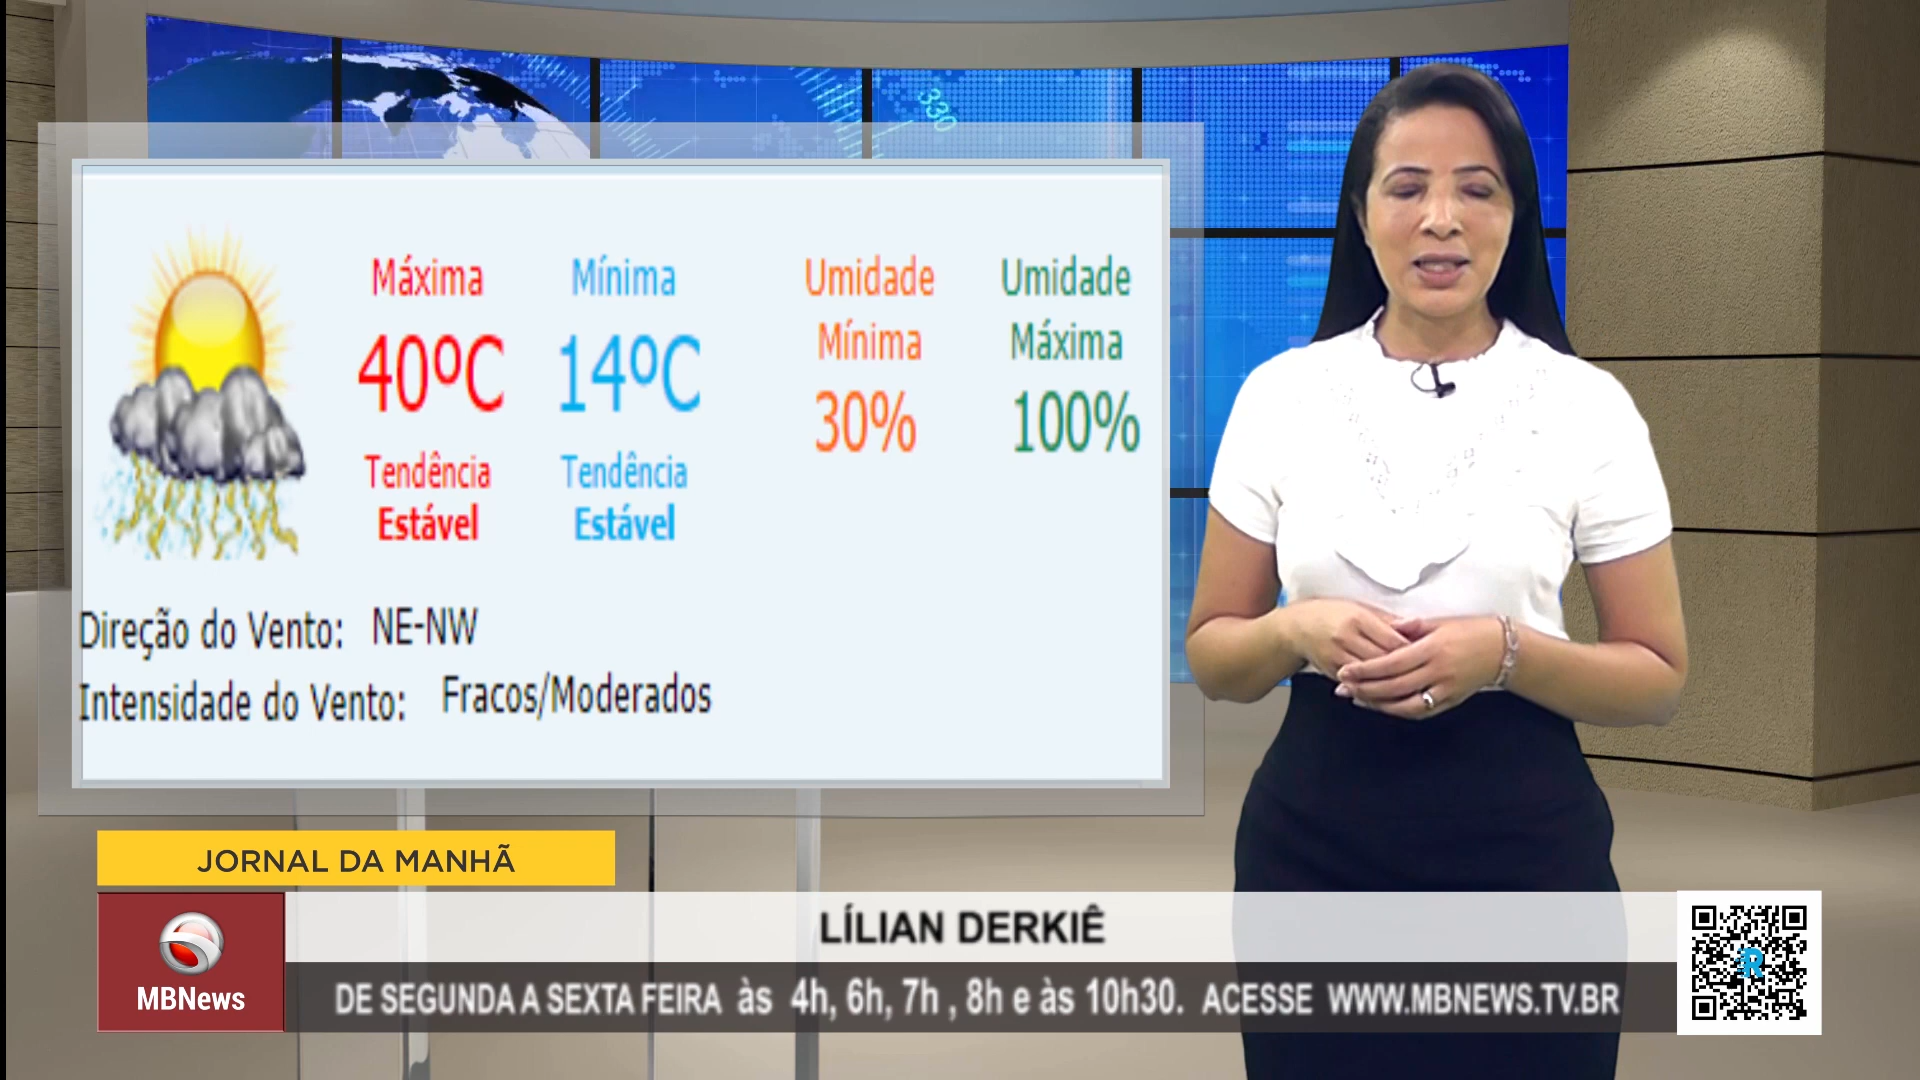 330
Máxima
Mínima
Umidade
Mínima
Umidade
Máxima
40ºC
14ºC
30%
100%
Tendência
Estável
Tendência
Estável
Direção do Vento: NE-NW
Intensidade do Vento: Fracos/Moderados
JORNAL DA MANHÃ
LÍLIAN DERKIÊ
MBNews
DE SEGUNDA A SEXTA FEIRA às 4h, 6h, 7h , 8h e às 10h30. ACESSE WWW.MBNEWS.TV.BR
R